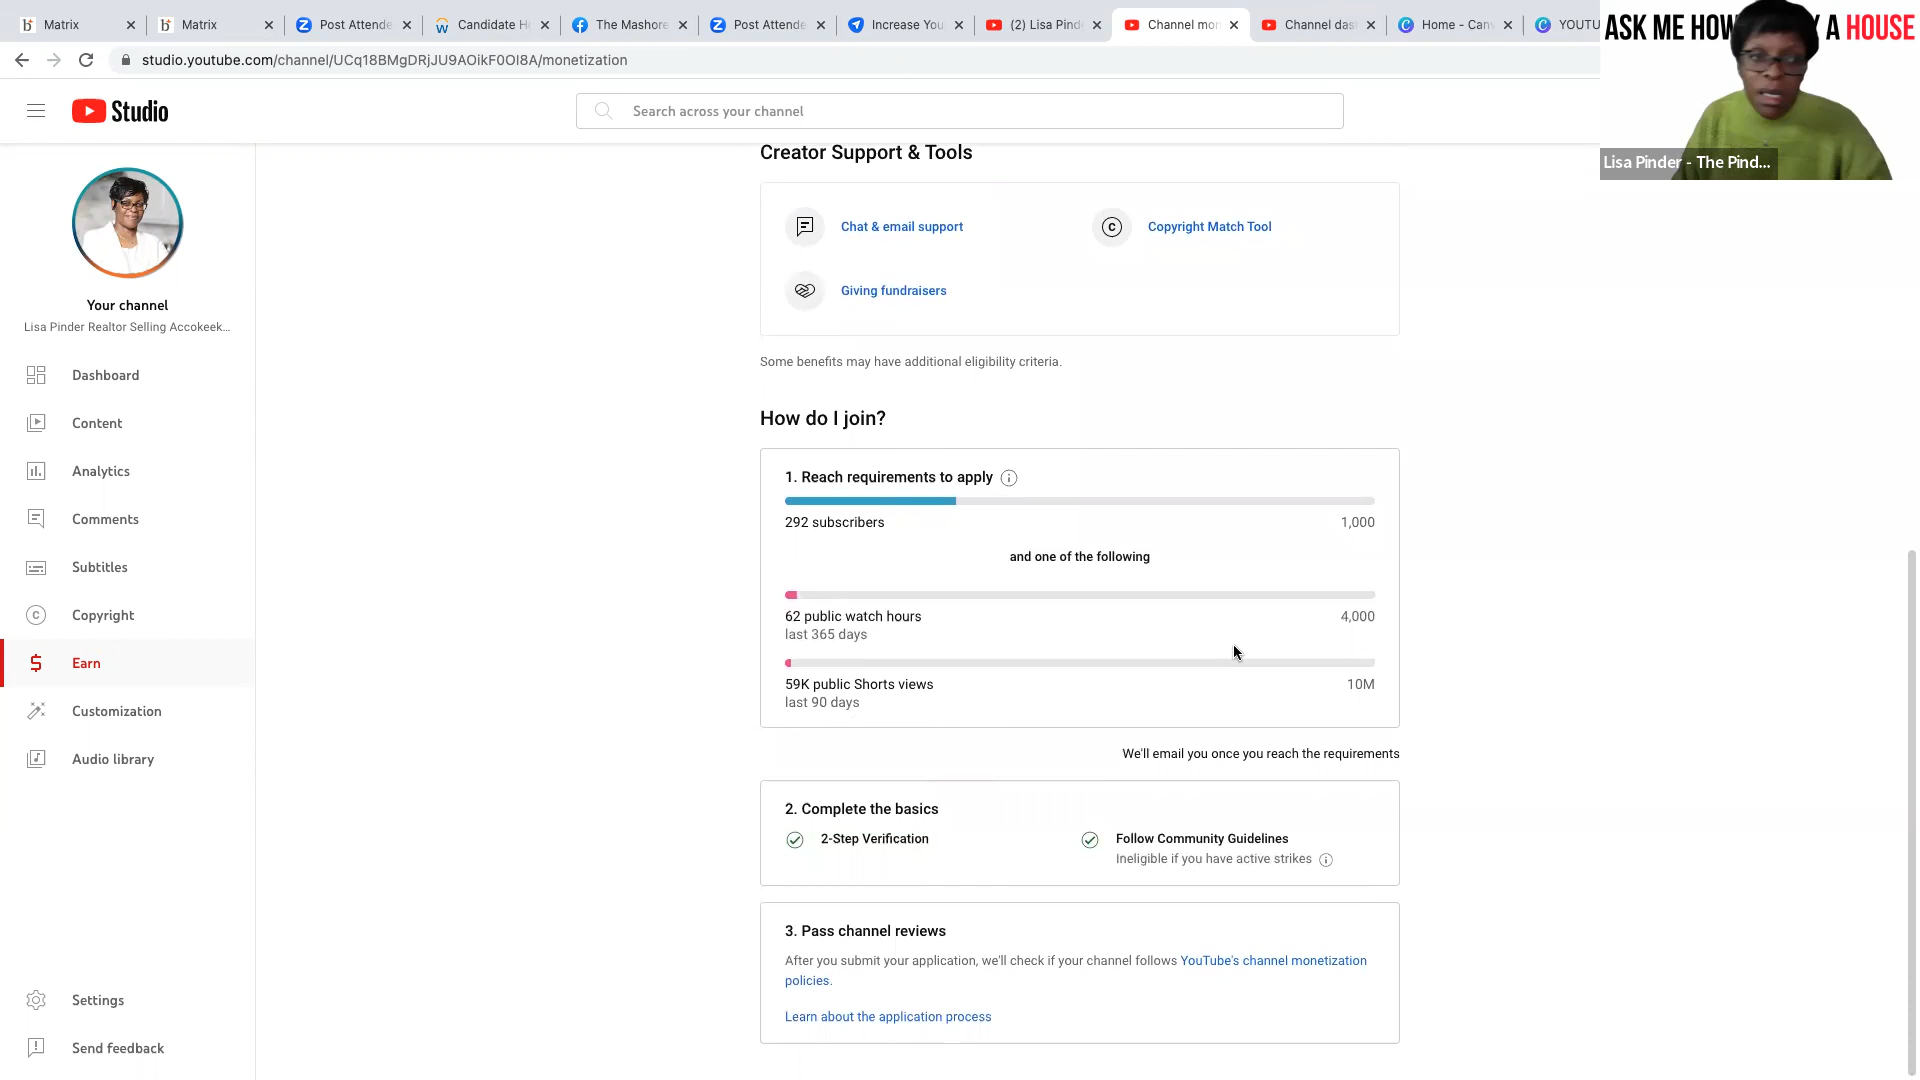 Matrix
Matrix
Post Attende
Candidate H
The Mashore
Post Attende
Increase You
(2) Lisa Pind
Channel mon
Channel das
Home - Can
YOUTU
ASK ME HOW
A HOUSE
studio.youtube.com/channel/UCq18BMgDRjJU9AOikF0OI8A/monetization
Studio
Search across your channel
Lisa Pinder - The Pind...
Your channel
Lisa Pinder Realtor Selling Accokeek...
Dashboard
Content
Analytics
Comments
Subtitles
Copyright
Earn
Customization
Audio library
Settings
Send feedback
Creator Support & Tools
Chat & email support
Copyright Match Tool
Giving fundraisers
Some benefits may have additional eligibility criteria.
How do I join?
1. Reach requirements to apply
292 subscribers
1,000
and one of the following
62 public watch hours
4,000
last 365 days
59K public Shorts views
10M
last 90 days
We'll email you once you reach the requirements
2. Complete the basics
2-Step Verification
Follow Community Guidelines
Ineligible if you have active strikes
3. Pass channel reviews
After you submit your application, we'll check if your channel follows YouTube's channel monetization
policies.
Learn about the application process